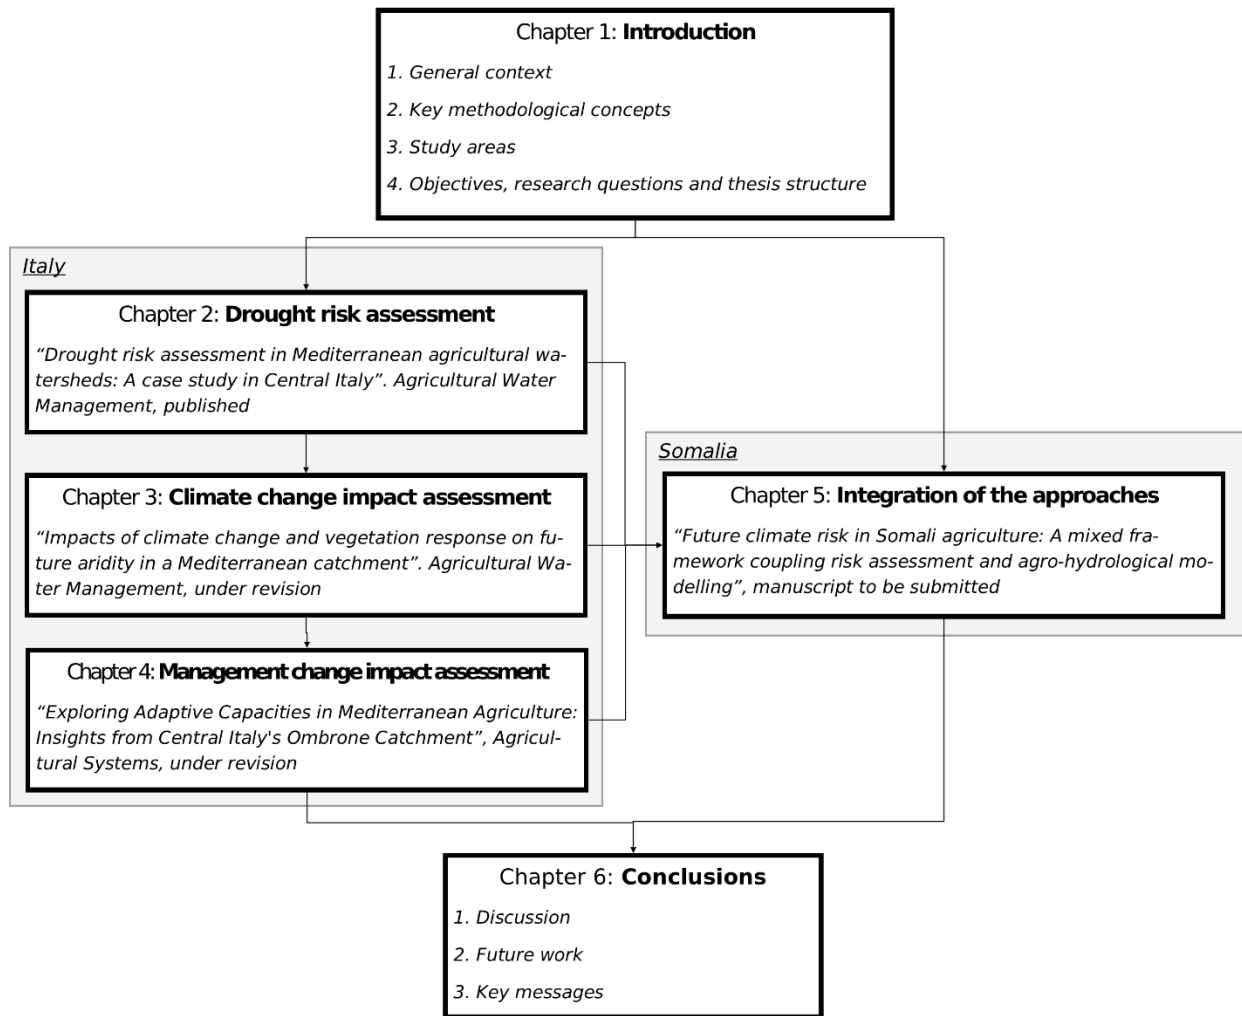 Chapter 1: Introduction
1. General context
2. Key methodological concepts
3. Study areas
4. Objectives, research questions and thesis structure
Italy
Chapter 2: Drought risk assessment
“Drought risk assessment in Mediterranean agricultural wa-
tersheds: A case study in Central Italy”. Agricultural Water
Management, published
Chapter 3: Climate change impact assessment
“Impacts of climate change and vegetation response on fu-
ture aridity in a Mediterranean catchment”. Agricultural Wa-
ter Management, under revision
Chapter 4: Management change impact assessment
“Exploring Adaptive Capacities in Mediterranean Agriculture:
Insights from Central Italy's Ombrone Catchment”, Agricul-
tural Systems, under revision
Somalia
Chapter 5: Integration of the approaches
“Future climate risk in Somali agriculture: A mixed fra-
mework coupling risk assessment and agro-hydrological mo-
delling”, manuscript to be submitted
Chapter 6: Conclusions
1. Discussion
2. Future work
3. Key messages